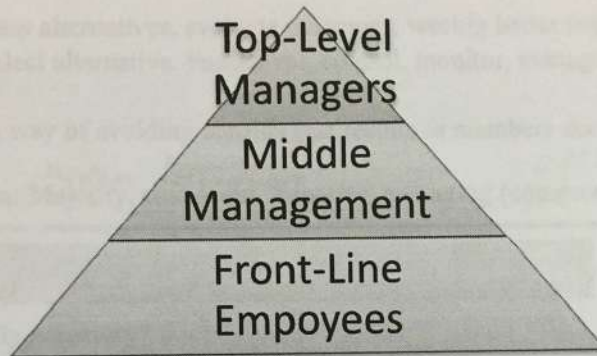 Top-Level
Managers
Middle
Management
Front-Line
Empoyees